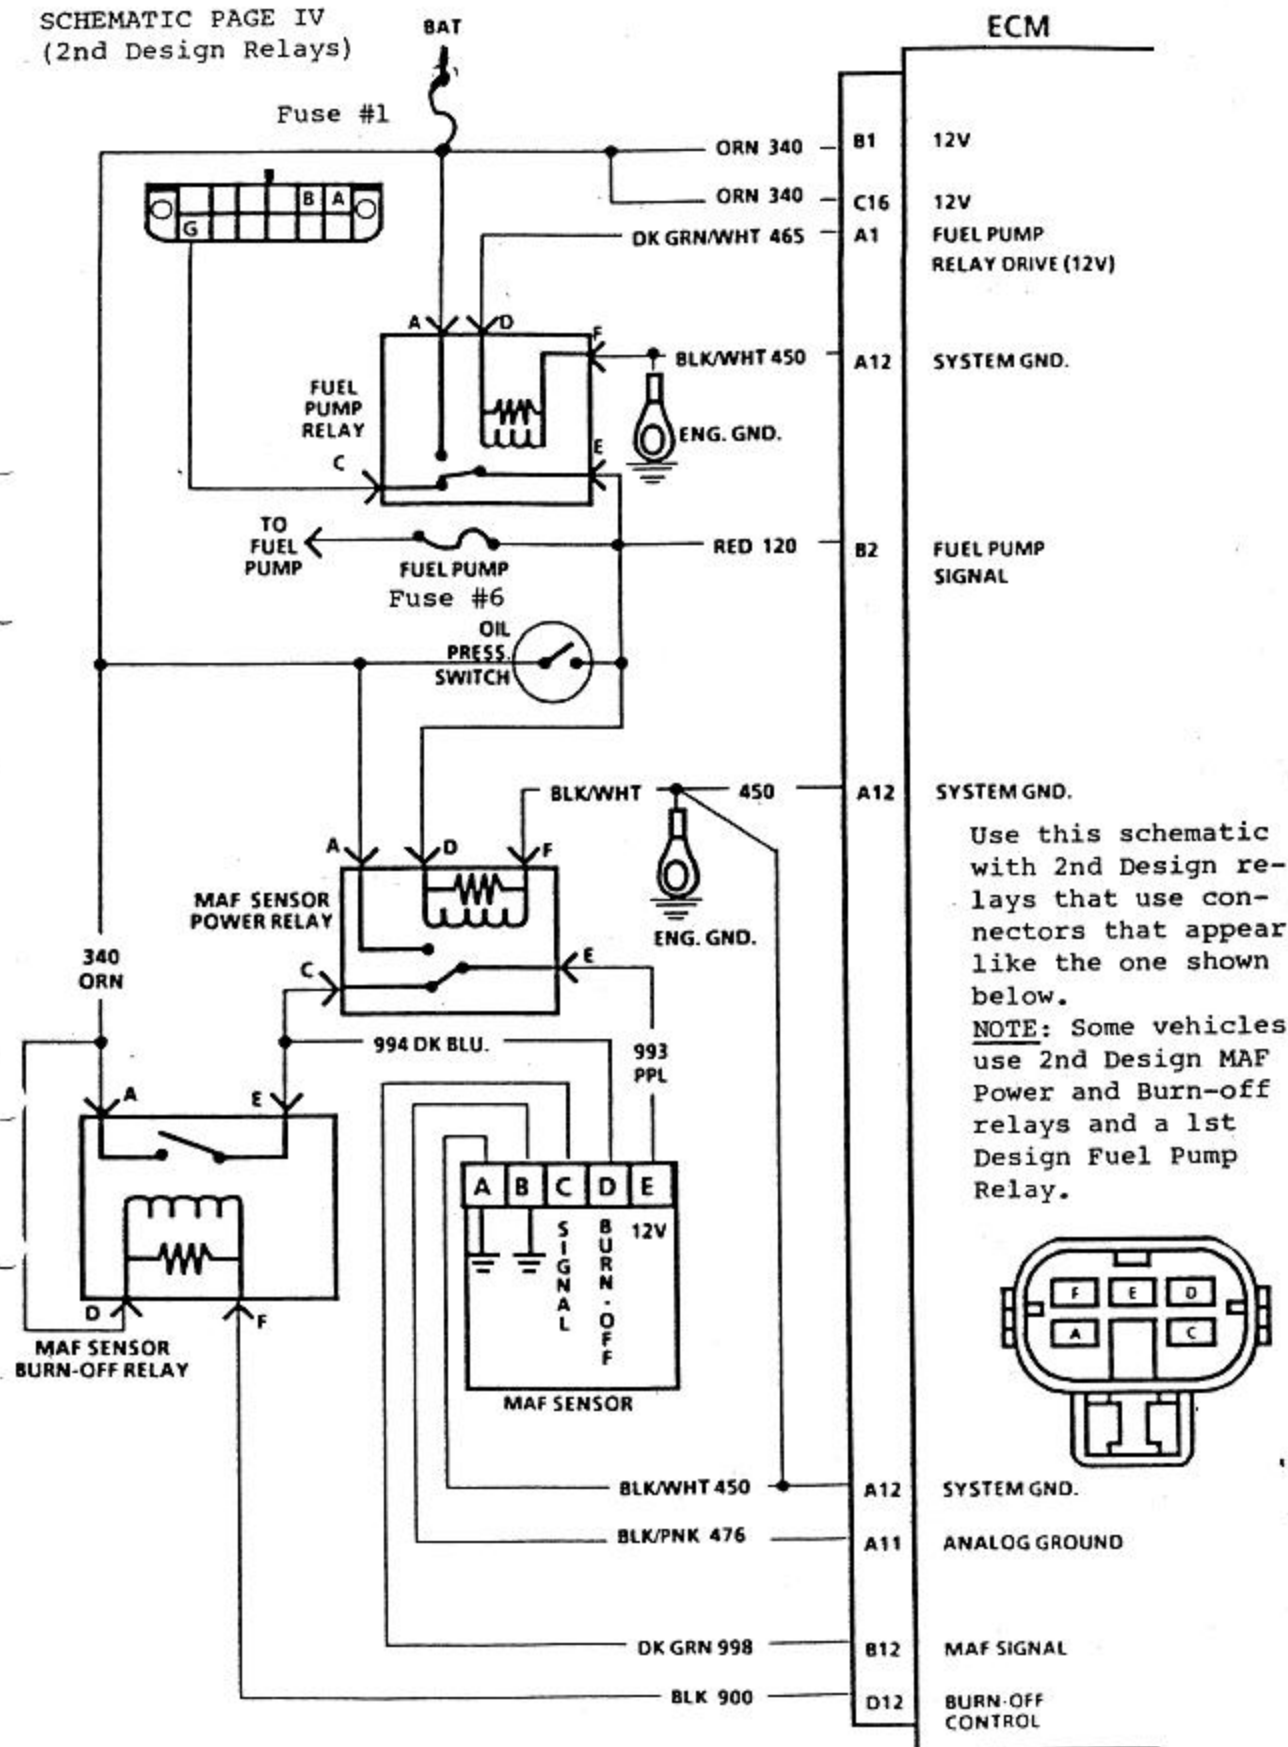 SCHEMATIC PAGE IV
(2nd Design Relays)
BAT
ECM
Fuse #1
ORN 340
B1
12V
ORN 340
C16
12V
B
A
G
DK GRN/WHT 465
A1
FUEL PUMP
RELAY DRIVE (12V)
A
D
F
BLK/WHT 450
A12
SYSTEM GND.
FUEL
PUMP
RELAY
ENG. GND.
E
C
TO
FUEL
PUMP
FUEL PUMP
Fuse #6
RED 120
B2
FUEL PUMP
SIGNAL
OIL
PRESS.
SWITCH
BLK/WHT
450
A12
SYSTEM GND.
A
D
F
MAF SENSOR
POWER RELAY
ENG. GND.
C
E
Use this schematic
with 2nd Design re-
lays that use con-
nectors that appear
like the one shown
below.
NOTE: Some vehicles
use 2nd Design MAF
Power and Burn-off
relays and a 1st
Design Fuel Pump
Relay.
340
ORN
994 DK BLU.
993
PPL
A
E
A
B
C
D
E
SIGNAL
BURN-OFF
12V
MAF SENSOR
D
F
MAF SENSOR
BURN-OFF RELAY
F
E
D
A
C
BLK/WHT 450
A12
SYSTEM GND.
BLK/PNK 476
A11
ANALOG GROUND
DK GRN 998
B12
MAF SIGNAL
BLK 900
D12
BURN-OFF
CONTROL